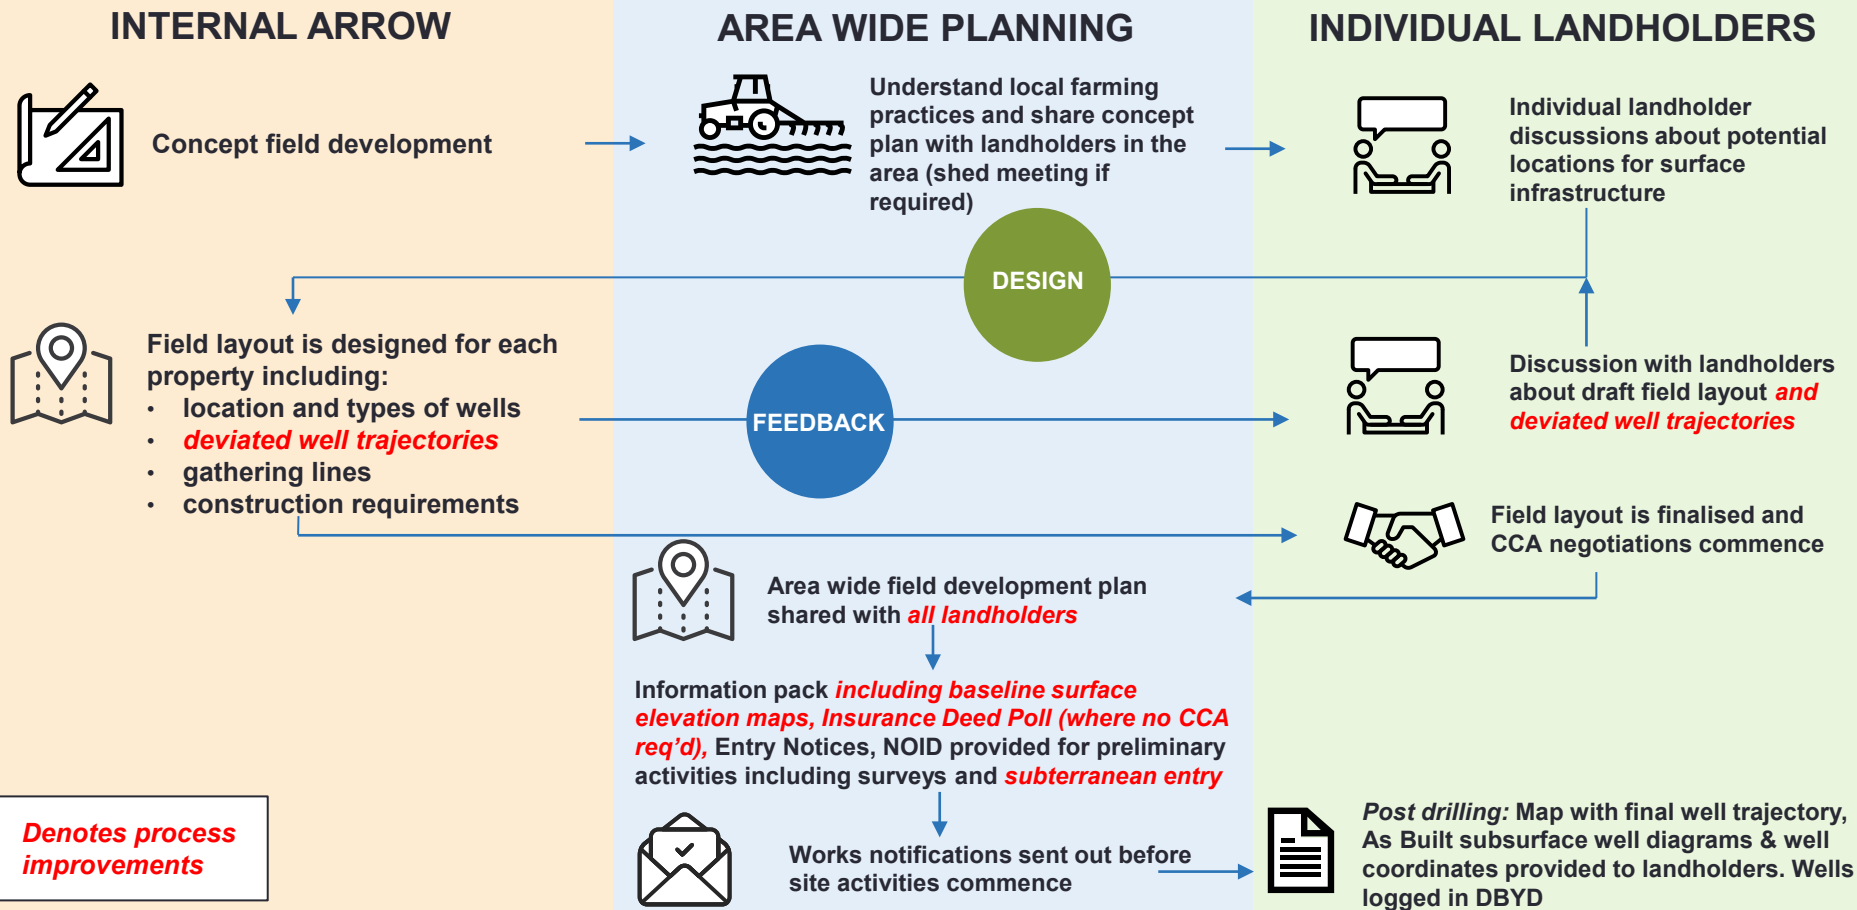 INTERNAL ARROW
AREA WIDE PLANNING
INDIVIDUAL LANDHOLDERS
Concept field development
Understand local farming
practices and share concept
plan with landholders in the
area (shed meeting if
required)
Individual landholder
discussions about potential
locations for surface
infrastructure
DESIGN
Field layout is designed for each
property including:
• location and types of wells
• deviated well trajectories
• gathering lines
• construction requirements
FEEDBACK
Discussion with landholders
about draft field layout and
deviated well trajectories
Field layout is finalised and
CCA negotiations commence
Area wide field development plan
shared with all landholders
Information pack including baseline surface
elevation maps, Insurance Deed Poll (where no CCA
req'd), Entry Notices, NOID provided for preliminary
activities including surveys and subterranean entry
Denotes process
improvements
Works notifications sent out before
site activities commence
Post drilling: Map with final well trajectory,
As Built subsurface well diagrams & well
coordinates provided to landholders. Wells
logged in DBYD